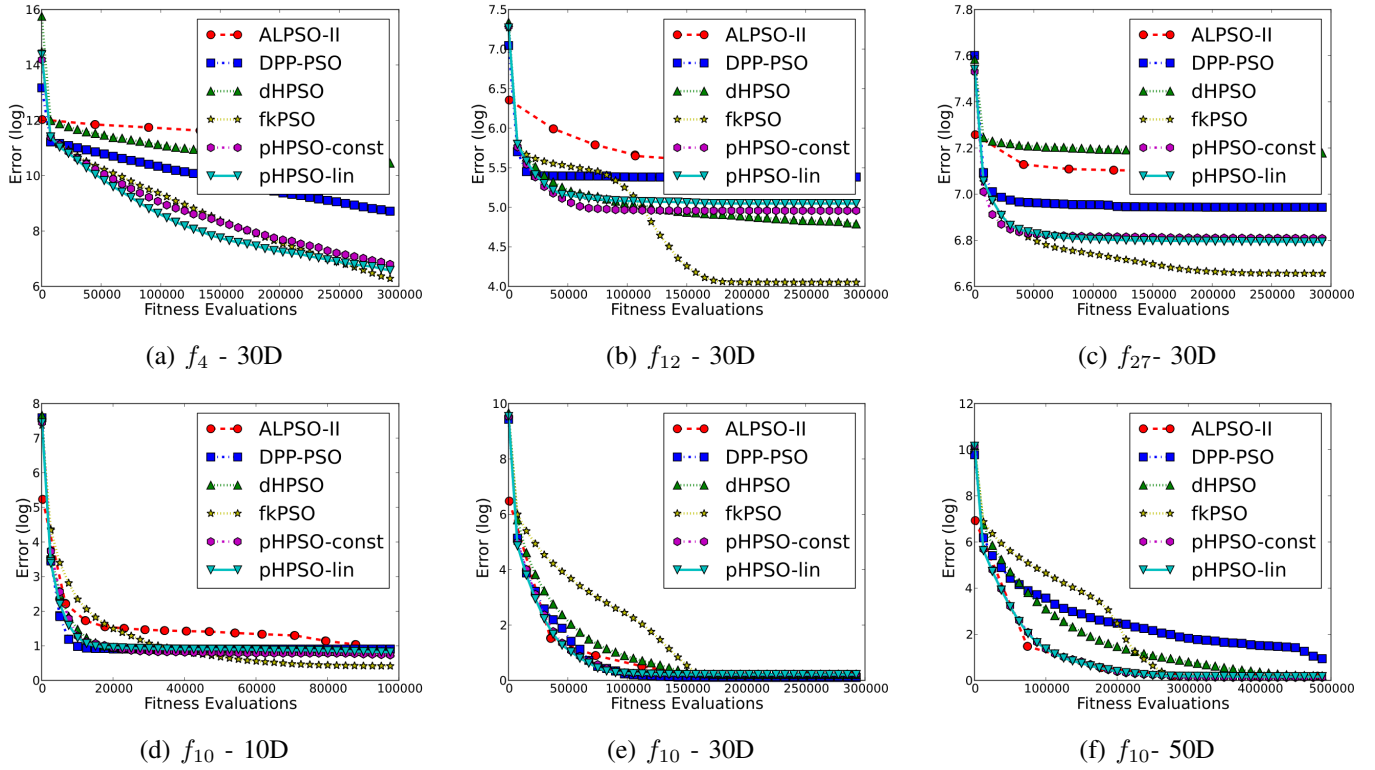 16
14
12
10
8
6
0
50000
100000
150000
200000
250000
300000
Error (log)
Fitness Evaluations
ALPSO-II
DPP-PSO
dHPSO
fkPSO
pHPSO-const
pHPSO-lin
(a) f4 - 30D
7.5
7.0
6.5
6.0
5.5
5.0
4.5
4.0
0
50000
100000
150000
200000
250000
300000
Error (log)
Fitness Evaluations
ALPSO-II
DPP-PSO
dHPSO
fkPSO
pHPSO-const
pHPSO-lin
(b) f12 - 30D
7.8
7.6
7.4
7.2
7.0
6.8
6.6
0
50000
100000
150000
200000
250000
300000
Error (log)
Fitness Evaluations
ALPSO-II
DPP-PSO
dHPSO
fkPSO
pHPSO-const
pHPSO-lin
(c) f27- 30D
8
7
6
5
4
3
2
1
0
0
20000
40000
60000
80000
100000
Error (log)
Fitness Evaluations
ALPSO-II
DPP-PSO
dHPSO
fkPSO
pHPSO-const
pHPSO-lin
(d) f10 - 10D
10
8
6
4
2
0
0
50000
100000
150000
200000
250000
300000
Error (log)
Fitness Evaluations
ALPSO-II
DPP-PSO
dHPSO
fkPSO
pHPSO-const
pHPSO-lin
(e) f10 - 30D
12
10
8
6
4
2
0
0
100000
200000
300000
400000
500000
Error (log)
Fitness Evaluations
ALPSO-II
DPP-PSO
dHPSO
fkPSO
pHPSO-const
pHPSO-lin
(f) f10- 50D